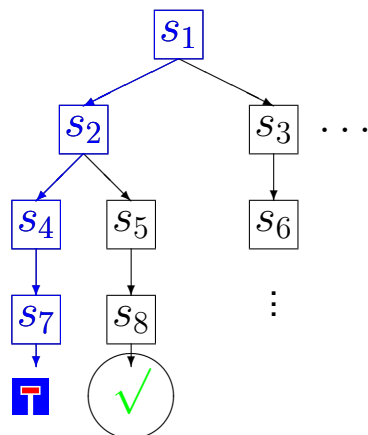 s₁
s₂ s₃ ⋯
s₄ s₅ s₆
s₇ s₈ ⋮
√